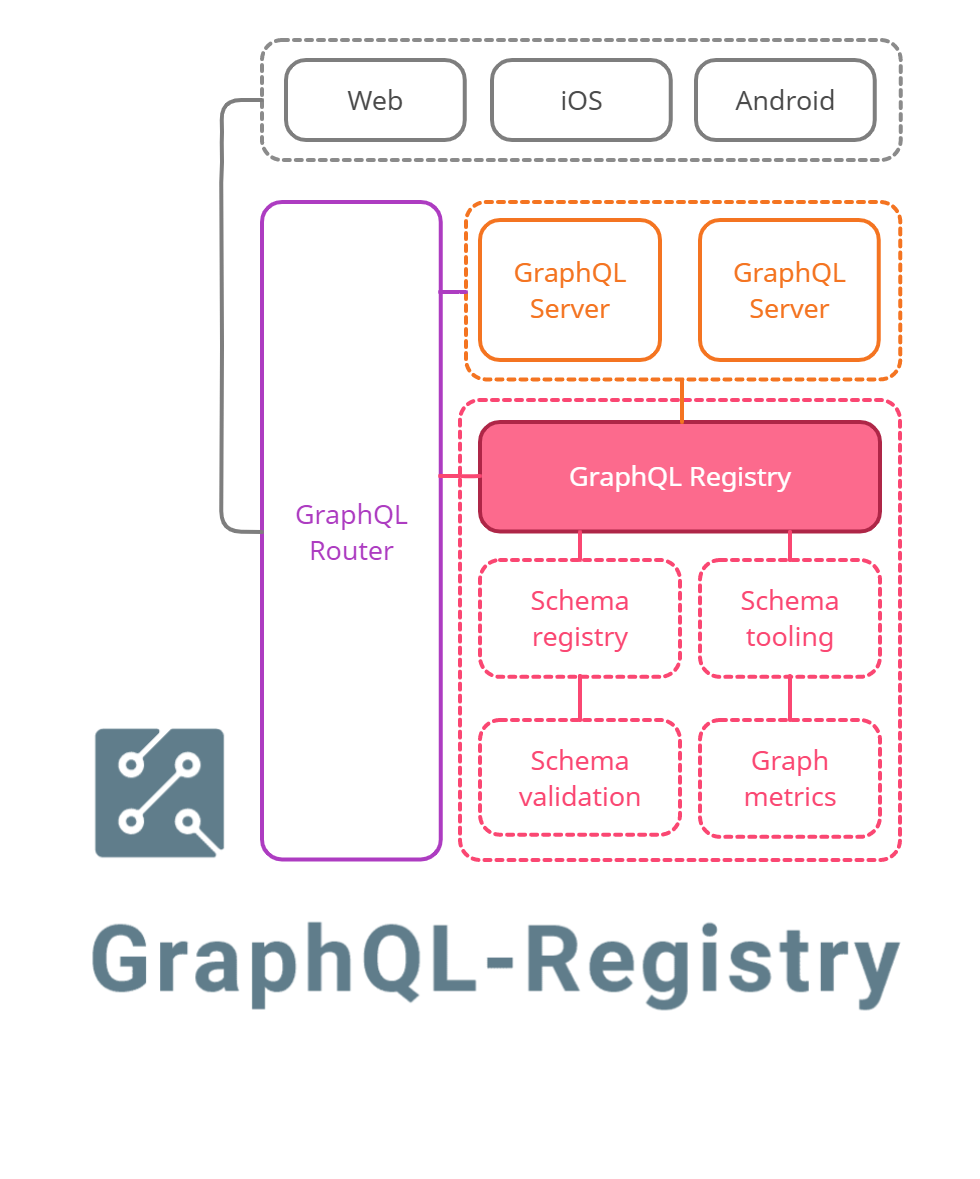 Web
iOS
Android
GraphQL
Server
GraphQL
Server
GraphQL Registry
GraphQL
Router
Schema
registry
Schema
tooling
Schema
validation
Graph
metrics
GraphQL-Registry